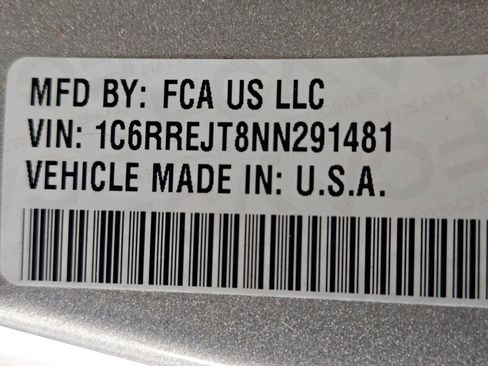 MFD BY: FCA US LLC
VIN: 1C6RREJT8NN291481
VEHICLE MADE IN: U.S.A.